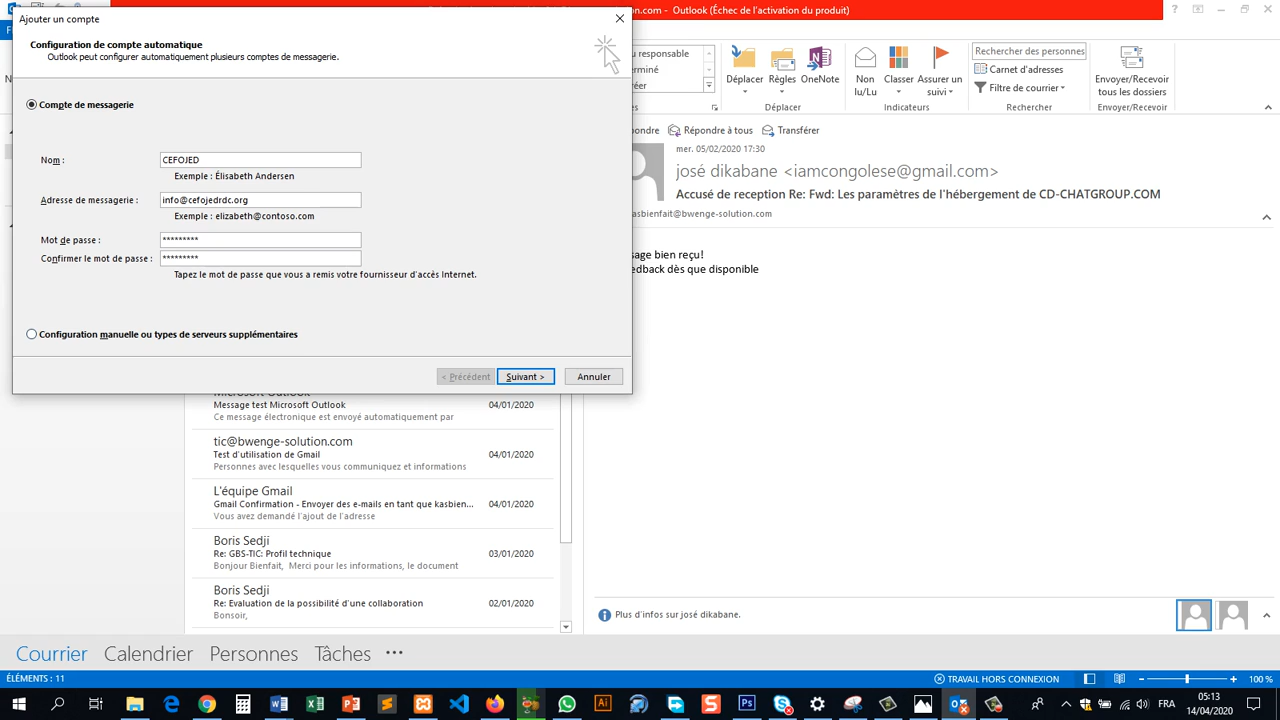 Ajouter un compte
ion.com - Outlook (Échec de l'activation du produit)
Configuration de compte automatique
Outlook peut configurer automatiquement plusieurs comptes de messagerie.
Compte de messagerie
Nom : CEFOJED
Exemple : Élisabeth Andersen
Adresse de messagerie : info@cefojedrdc.org
Exemple : elizabeth@contoso.com
Mot de passe : *********
Confirmer le mot de passe : *********
Tapez le mot de passe que vous a remis votre fournisseur d'accès Internet.
Configuration manuelle ou types de serveurs supplémentaires
< Précédent Suivant > Annuler
u responsable
rminé
éer
Déplacer Règles OneNote
Déplacer
Non lu/Lu Classer Assurer un suivi
Indicateurs
Rechercher des personnes
Carnet d'adresses
Filtre de courrier
Rechercher
Envoyer/Recevoir
tous les dossiers
Envoyer/Recevoir
ondre Répondre à tous Transférer
mer. 05/02/2020 17:30
josé dikabane <iamcongolese@gmail.com>
Accusé de reception Re: Fwd: Les paramètres de l'hébergement de CD-CHATGROUP.COM
kasbienfait@bwenge-solution.com
sage bien reçu!
edback dès que disponible
Microsoft Outlook
Message test Microsoft Outlook 04/01/2020
Ce message électronique est envoyé automatiquement par
tic@bwenge-solution.com
Test d'utilisation de Gmail 04/01/2020
Personnes avec lesquelles vous communiquez et informations
L'équipe Gmail
Gmail Confirmation - Envoyer des e-mails en tant que kasbien... 04/01/2020
Vous avez demandé l'ajout de l'adresse
Boris Sedji
Re: GBS-TIC: Profil technique 03/01/2020
Bonjour Bienfait, Merci pour les informations, le document
Boris Sedji
Re: Evaluation de la possibilité d'une collaboration 02/01/2020
Bonsoir,
Plus d'infos sur josé dikabane.
Courrier Calendrier Personnes Tâches •••
ÉLÉMENTS : 11
TRAVAIL HORS CONNEXION
100 %
FRA
05:13
14/04/2020